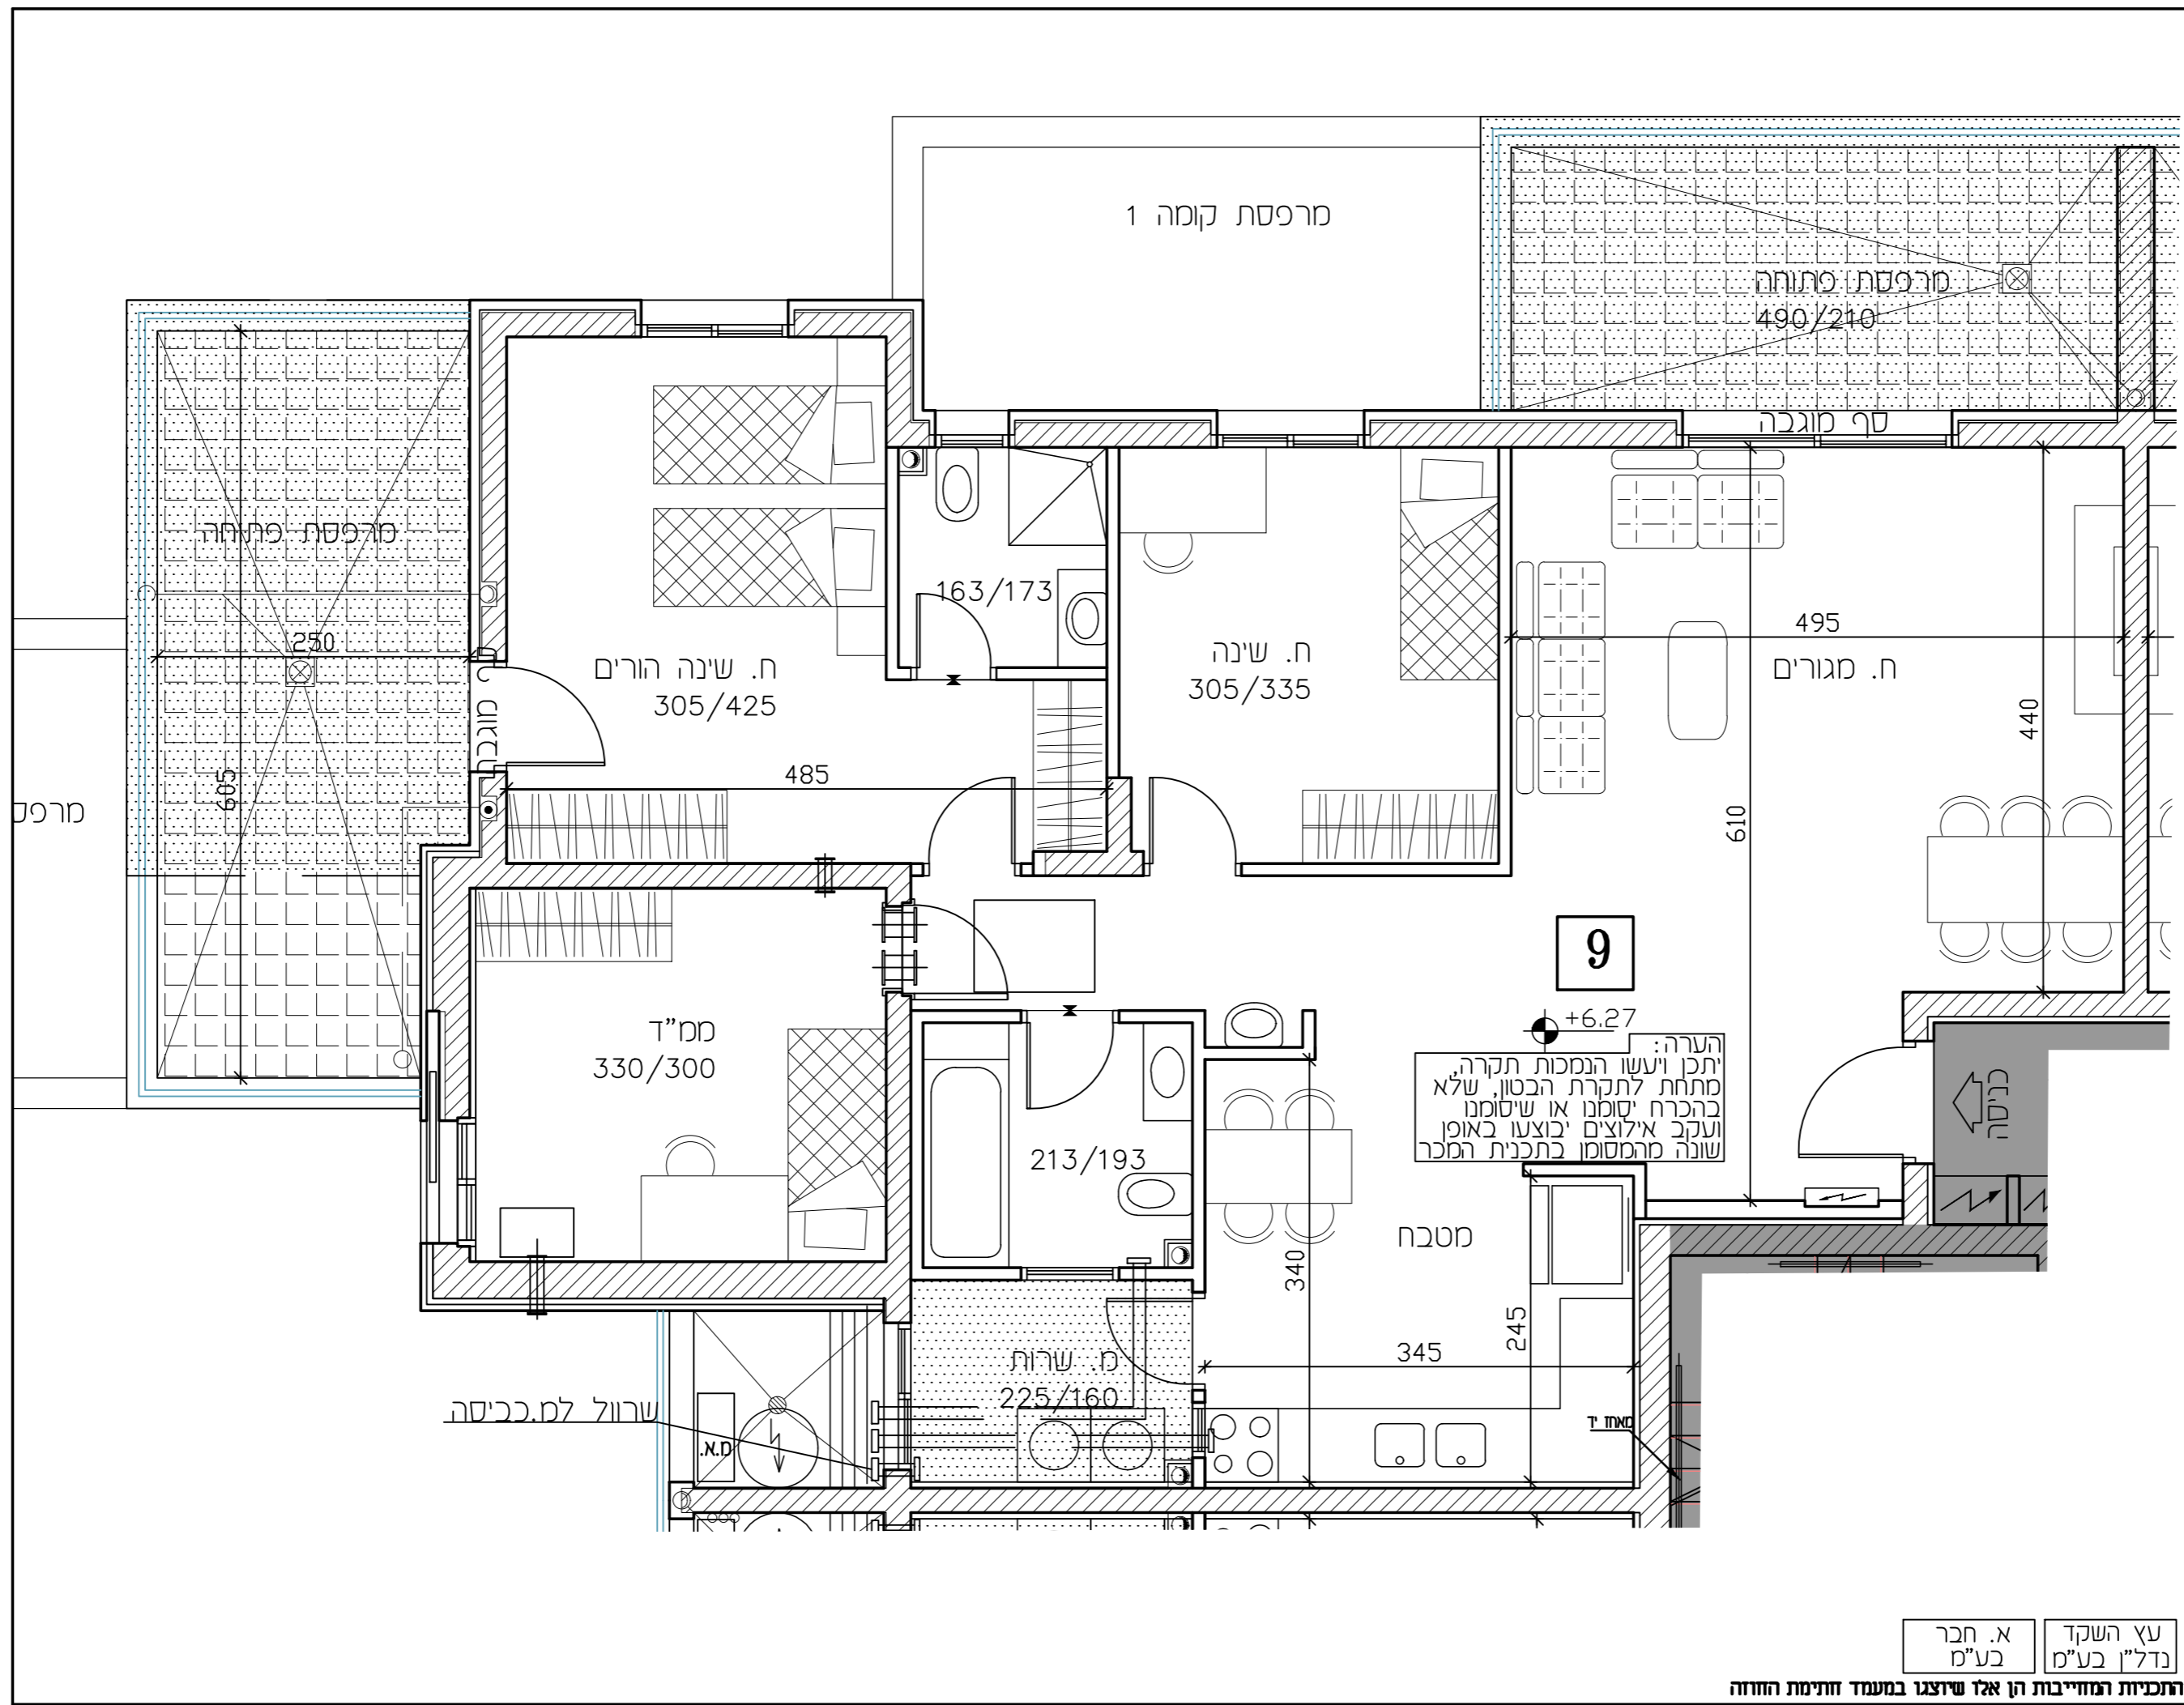 מרפסת קומה 1
מרפסת פתוחה
490/210
סף מוגבה
מרפסת פתוחה
250
605
מוגבה
ח. שינה הורים
305/425
485
163/173
ח. שינה
305/335
495
ח. מגורים
440
610
9
+6.27
הערה:
יתכן ויעשו הנמכות תקרה,
מתחת לתקרת הבטון, שלא
בהכרח יסומנו או שיסומנו
ועקב אילוצים יבוצעו באופן
שונה מהמסומן בתכנית המכר
כניסה
ממ"ד
330/300
213/193
מטבח
340
245
345
מ. שרות
225/160
שרוול למ.כביסה
מ.א.
מאחז יד
עץ השקד
נדל"ן בע"מ
א. חבר
בע"מ
התכניות המחייבות הן אלו שיוצגו במעמד חתימת החוזה